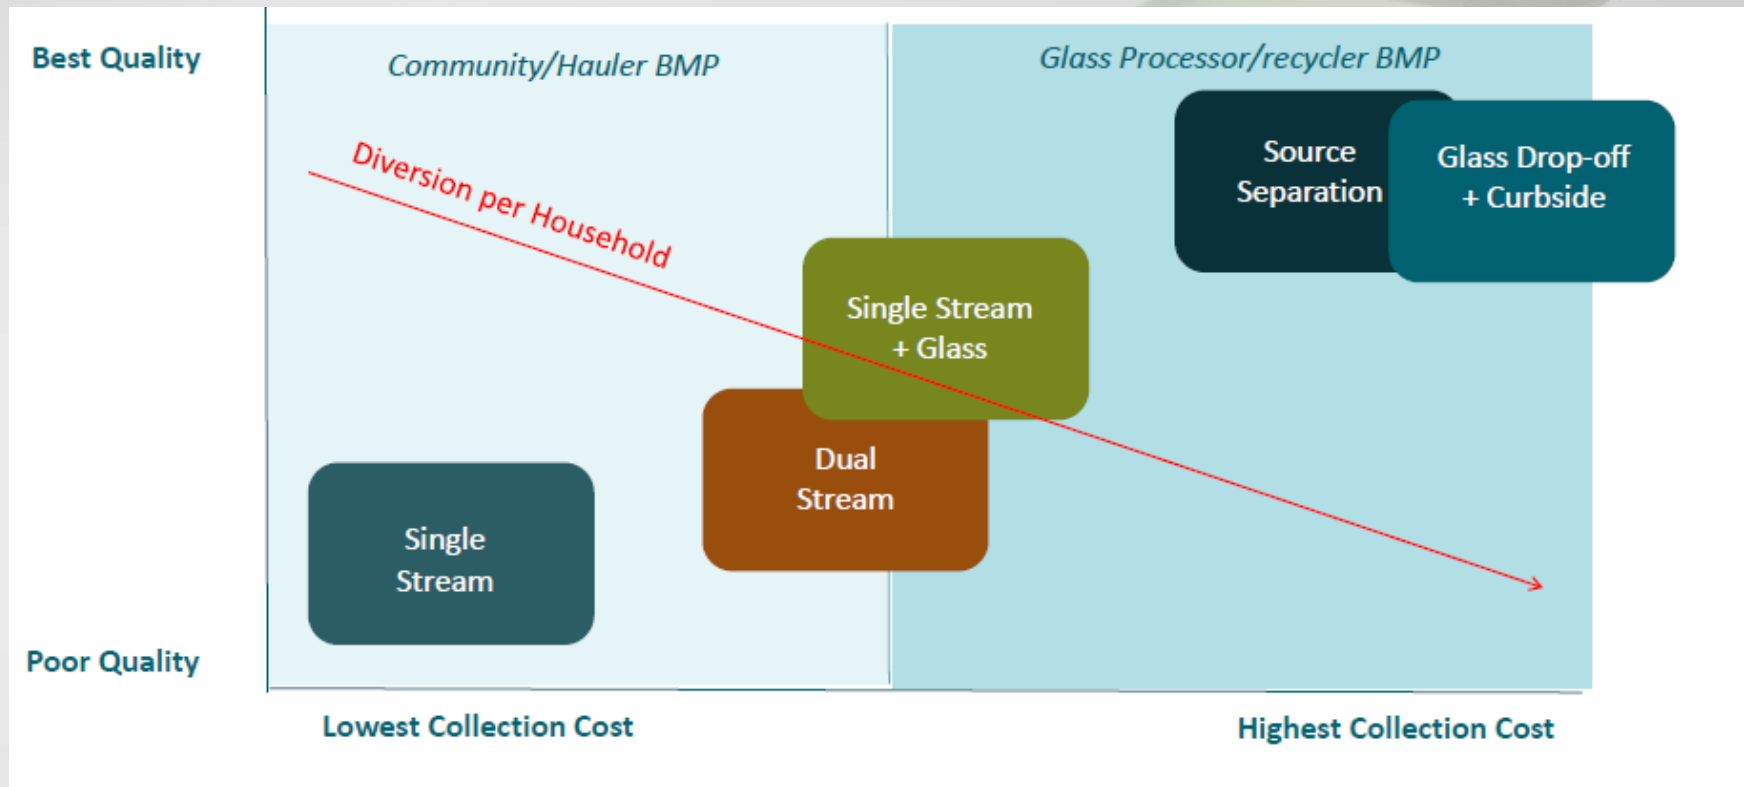 Best Quality
Community/Hauler BMP
Glass Processor/recycler BMP
Diversion per Household
Source
Separation
Glass Drop-off
+ Curbside
Single Stream
+ Glass
Dual
Stream
Single
Stream
Poor Quality
Lowest Collection Cost
Highest Collection Cost